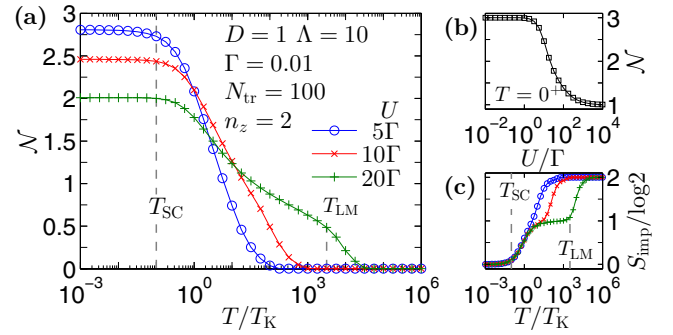 (a)
D = 1 Λ = 10
Γ = 0.01
N_tr = 100
n_z = 2
U
5Γ
10Γ
20Γ
T_SC
T_LM
3
2.5
2
1.5
1
0.5
0
𝒩
10^−3 10^0 10^3 10^6
T/T_K
(b)
3
2
1
𝒩
T = 0^+
10^−2 10^0 10^2 10^4
U/Γ
(c)
T_SC
T_LM
2
1
0
S_imp/log2
10^−3 10^0 10^3 10^6
T/T_K